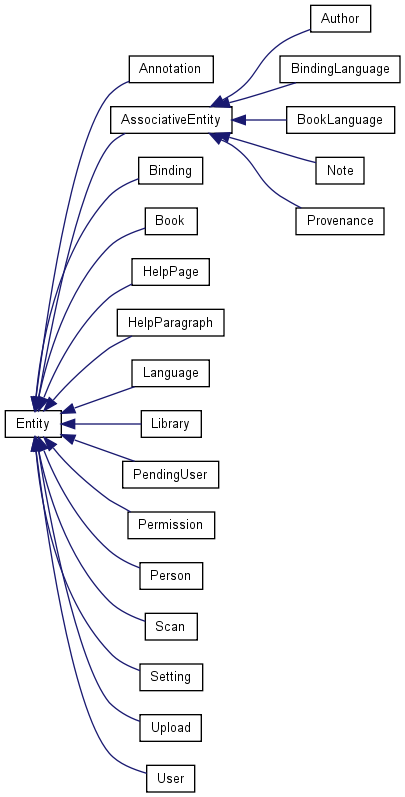 Author
Annotation
BindingLanguage
AssociativeEntity
BookLanguage
Binding
Note
Book
Provenance
HelpPage
HelpParagraph
Language
Entity
Library
PendingUser
Permission
Person
Scan
Setting
Upload
User